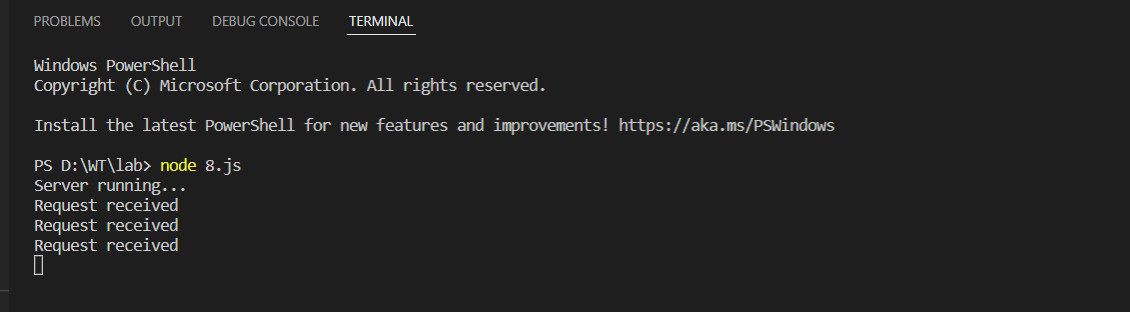 PROBLEMS OUTPUT DEBUG CONSOLE TERMINAL
Windows PowerShell
Copyright (C) Microsoft Corporation. All rights reserved.
Install the latest PowerShell for new features and improvements! https://aka.ms/PSWindows
PS D:\WT\lab> node 8.js
Server running...
Request received
Request received
Request received